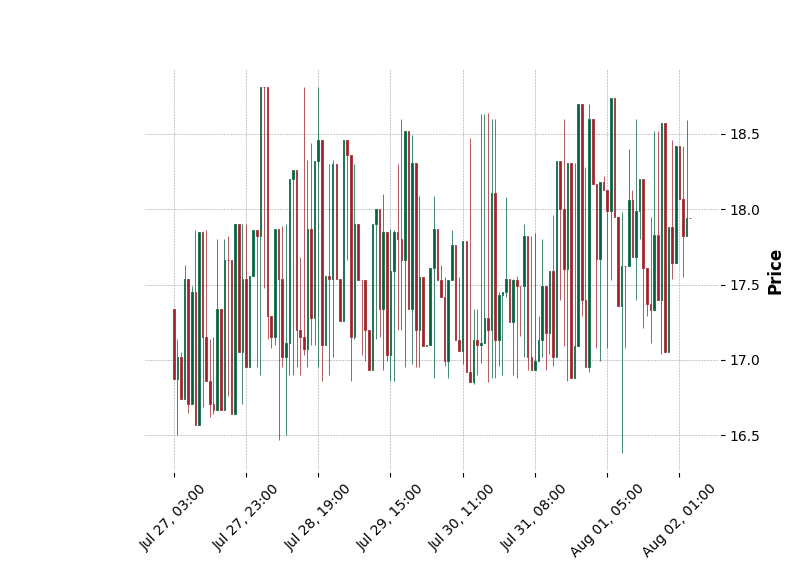 18.5
18.0
17.5
17.0
16.5
Price
Jul 27, 03:00
Jul 27, 23:00
Jul 28, 19:00
Jul 29, 15:00
Jul 30, 11:00
Jul 31, 08:00
Aug 01, 05:00
Aug 02, 01:00